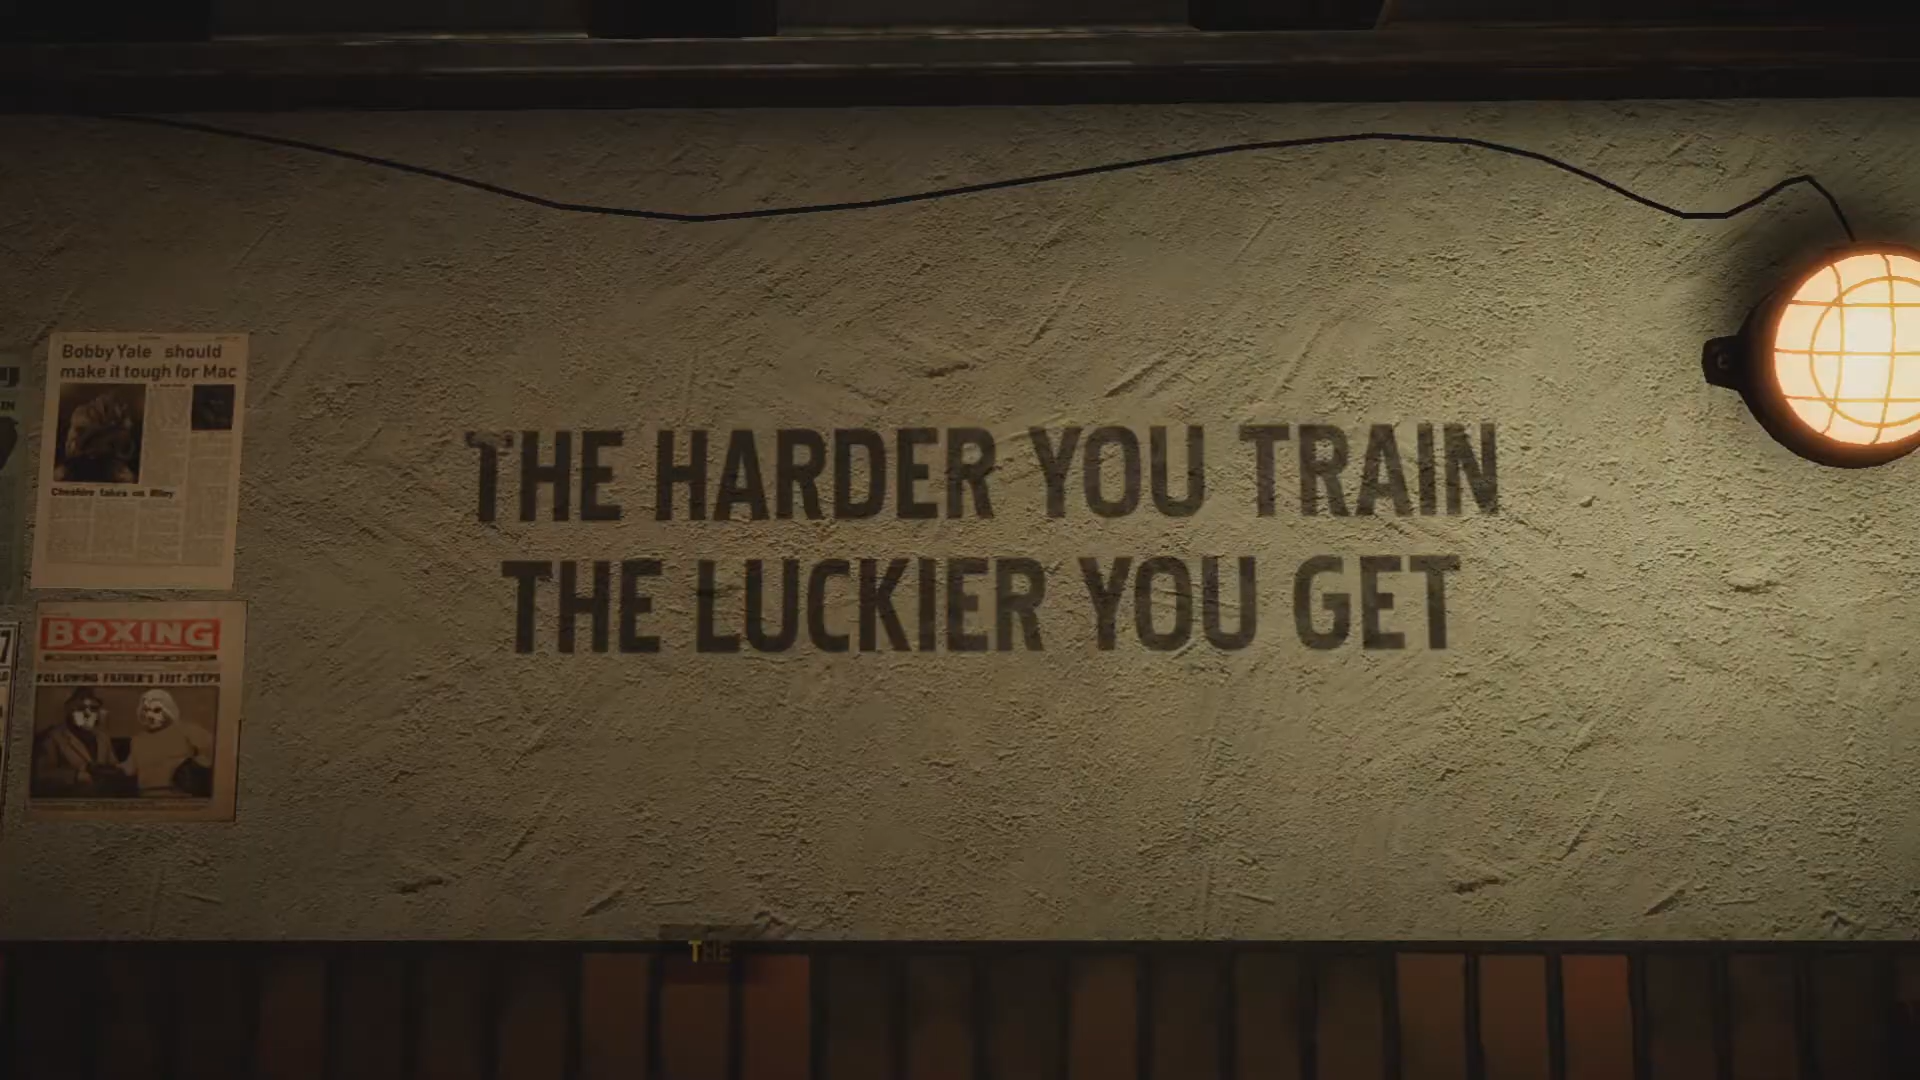 Bobby Yale should
make it tough for Mac
Cheshire takes on Riley
BOXING
FOLLOWING FATHER'S FIST-STEPS
THE HARDER YOU TRAIN
THE LUCKIER YOU GET
THE